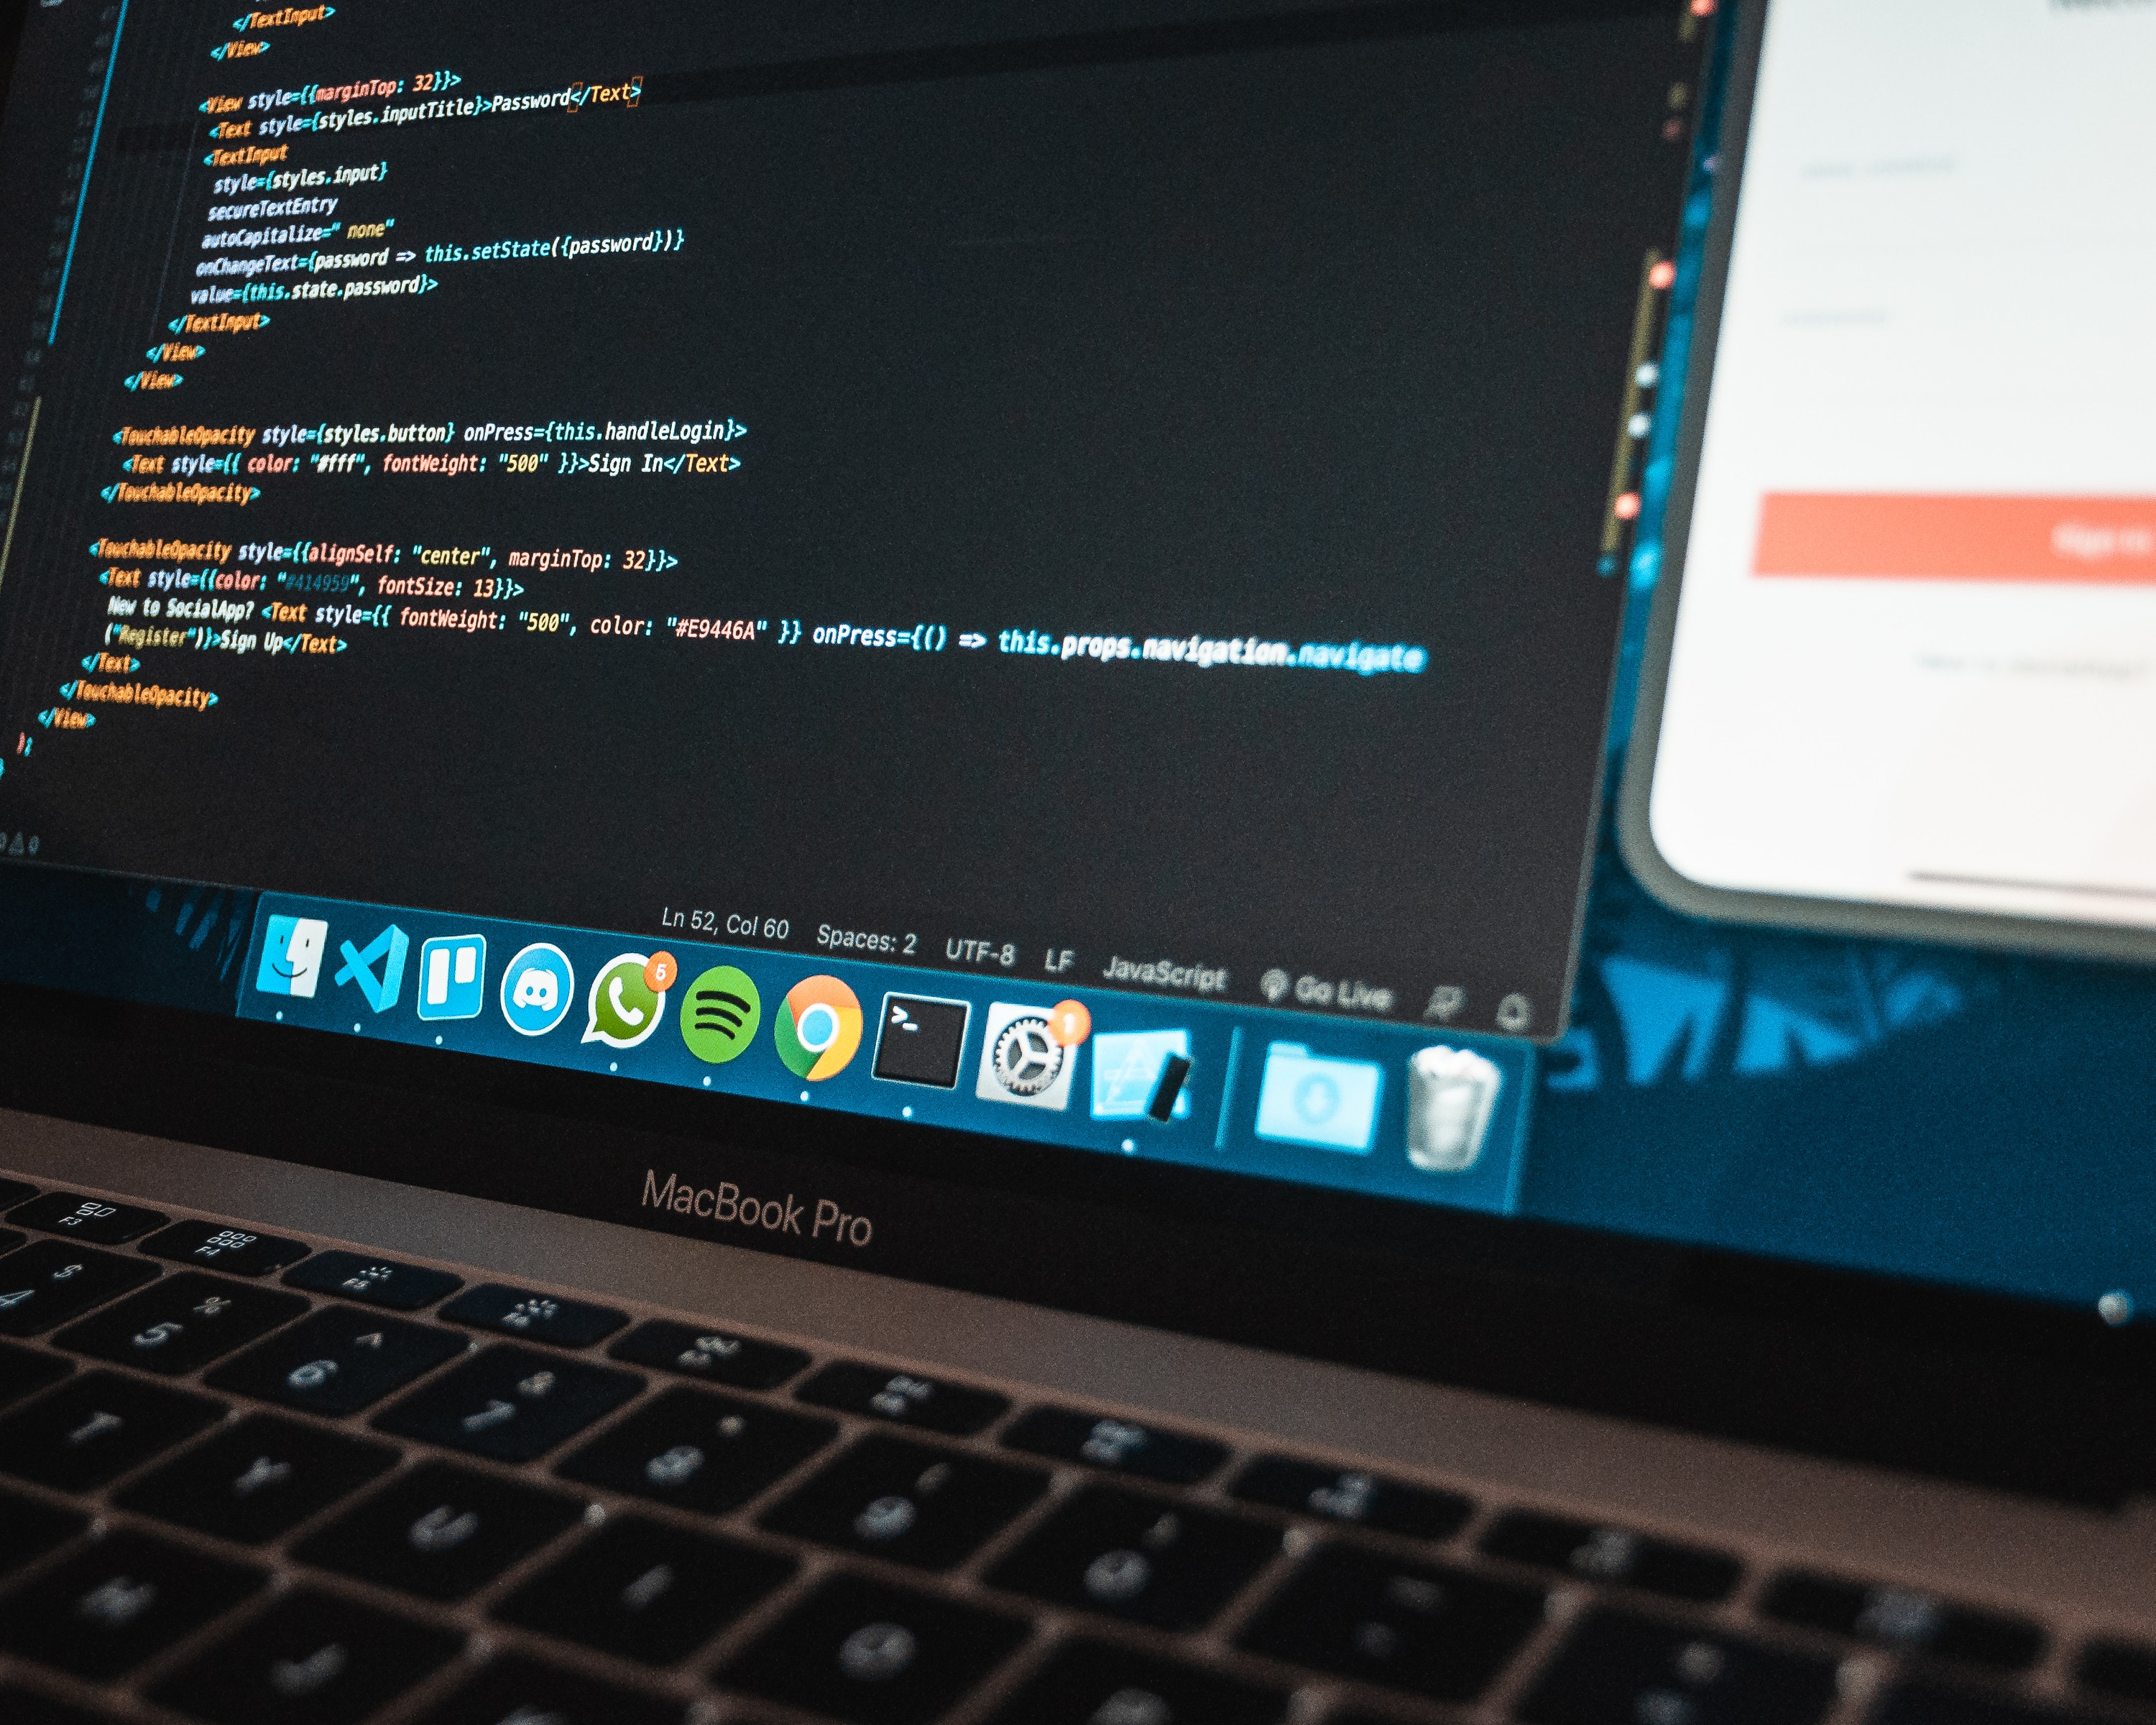 </TextInput>
</View>
<View style={{marginTop: 32}}>
<Text style={styles.inputTitle}>Password</Text>
<TextInput
style={styles.input}
secureTextEntry
autoCapitalize=" none"
onChangeText={password => this.setState({password})}
value={this.state.password}>
</TextInput>
</View>
</View>
<TouchableOpacity style={styles.button} onPress={this.handleLogin}>
<Text style={{ color: "#fff", fontWeight: "500" }}>Sign In</Text>
</TouchableOpacity>
<TouchableOpacity style={{alignSelf: "center", marginTop: 32}}>
<Text style={{color: "#414959", fontSize: 13}}>
New to SocialApp? <Text style={{ fontWeight: "500", color: "#E9446A" }} onPress={() => this.props.navigation.navigate
("Register")}>Sign Up</Text>
</Text>
</TouchableOpacity>
</View>
);
Sign In
Ln 52, Col 60 Spaces: 2 UTF-8 LF JavaScript Go Live
5
>_
1
MacBook Pro
F3
F4
F5
$ 4
% 5
^ 6
& 7
* 8
( 9
) 0
T
Y
U
I
O
H
J